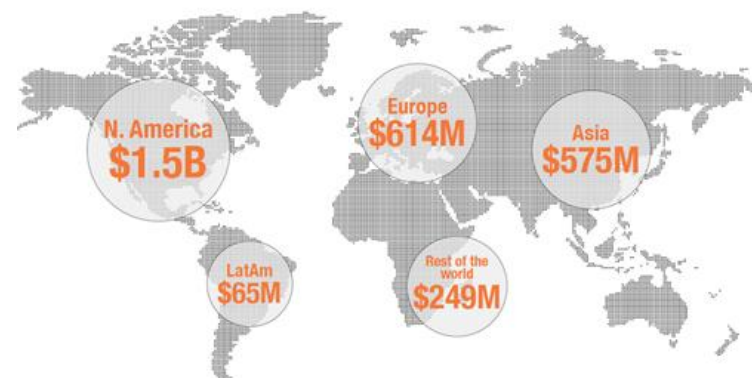 N. America
$1.5B
Europe
$614M
Asia
$575M
LatAm
$65M
Rest of the
world
$249M